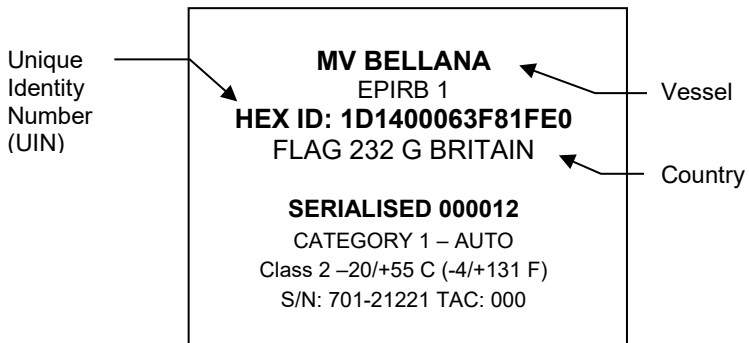 Unique
Identity
Number
(UIN)
MV BELLANA
EPIRB 1
HEX ID: 1D1400063F81FE0
FLAG 232 G BRITAIN
SERIALISED 000012
CATEGORY 1 – AUTO
Class 2 –20/+55 C (-4/+131 F)
S/N: 701-21221 TAC: 000
Vessel
Country